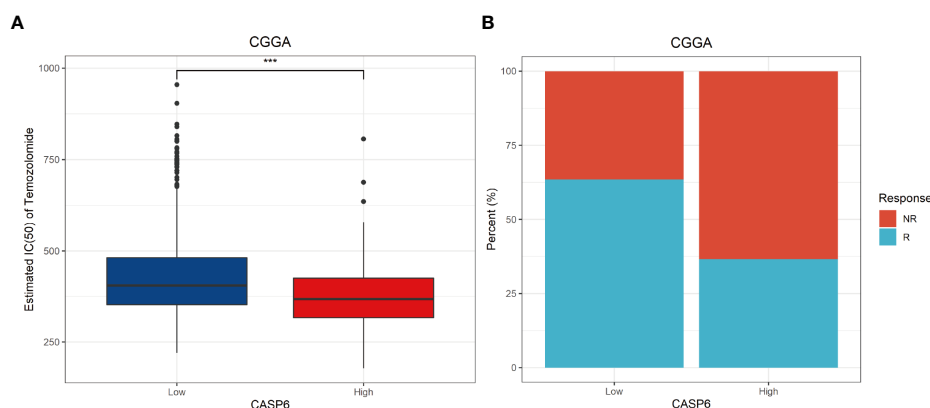 A
CGGA
***
Estimated IC(50) of Temozolomide
1000
750
500
250
Low
High
CASP6
B
CGGA
Percent (%)
100
75
50
25
0
Low
High
CASP6
Response
NR
R